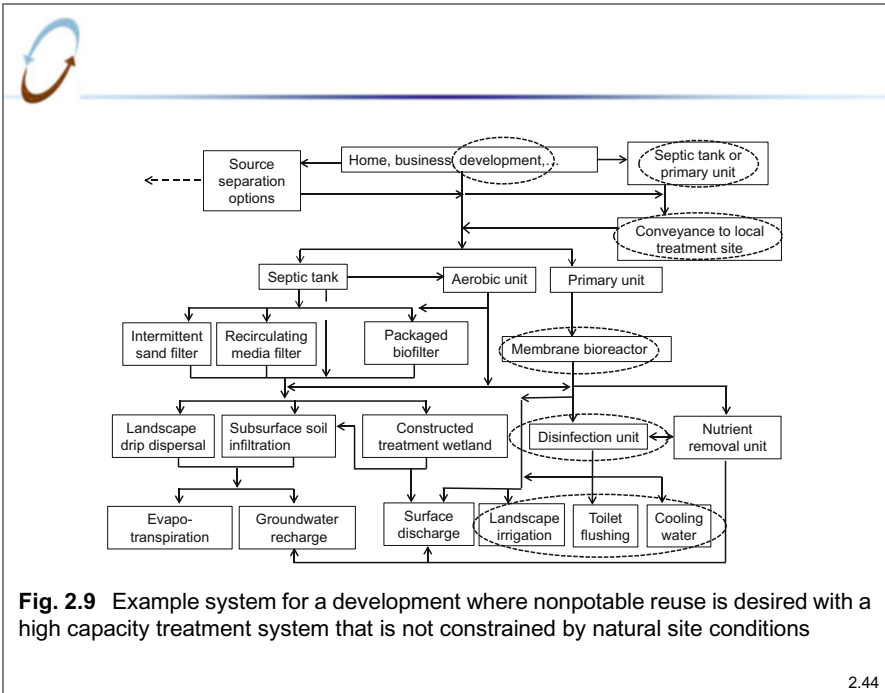 Home, business, development,...
Source
separation
options
Septic tank or
primary unit
Conveyance to local
treatment site
Septic tank
Aerobic unit
Primary unit
Intermittent
sand filter
Recirculating
media filter
Packaged
biofilter
Membrane bioreactor
Landscape
drip dispersal
Subsurface soil
infiltration
Constructed
treatment wetland
Disinfection unit
Nutrient
removal unit
Evapo-
transpiration
Groundwater
recharge
Surface
discharge
Landscape
irrigation
Toilet
flushing
Cooling
water
Fig. 2.9 Example system for a development where nonpotable reuse is desired with a
high capacity treatment system that is not constrained by natural site conditions
2.44